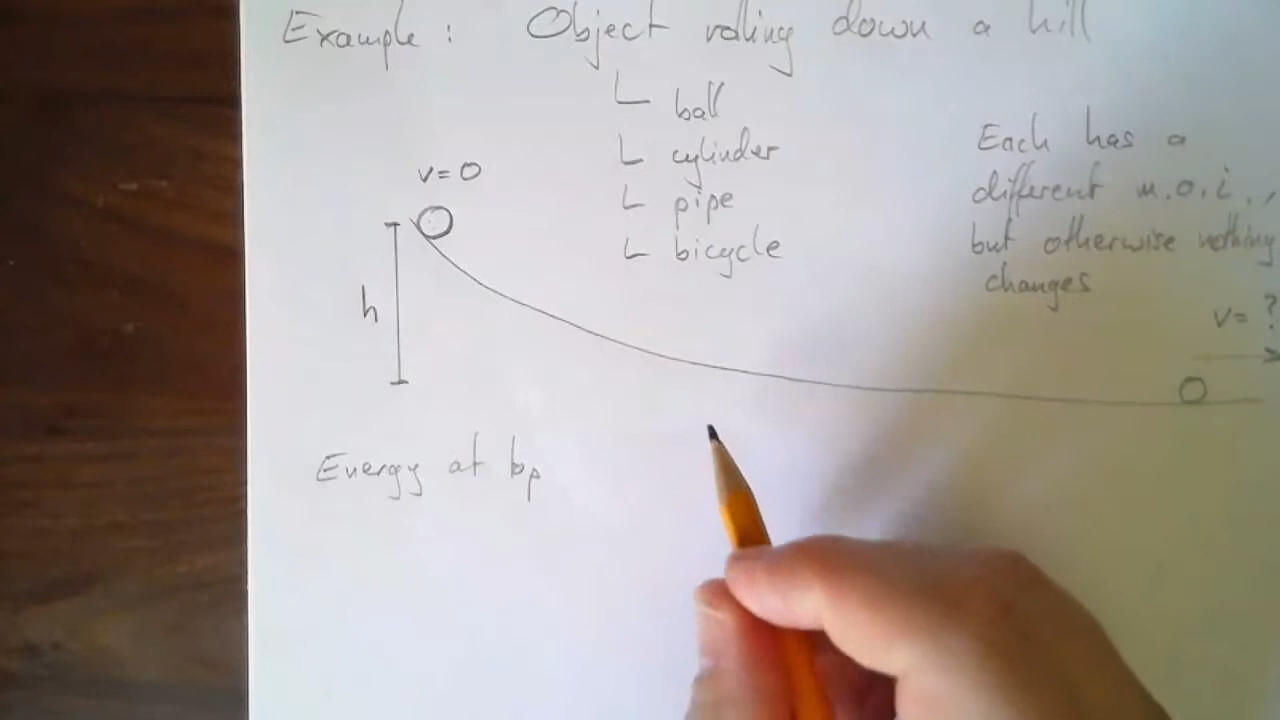 Example : Object rolling down a hill
L ball
L cylinder
L pipe
L bicycle
Each has a
different m.o.i.,
but otherwise nothing
changes
v=0
h
v= ?
Energy at top